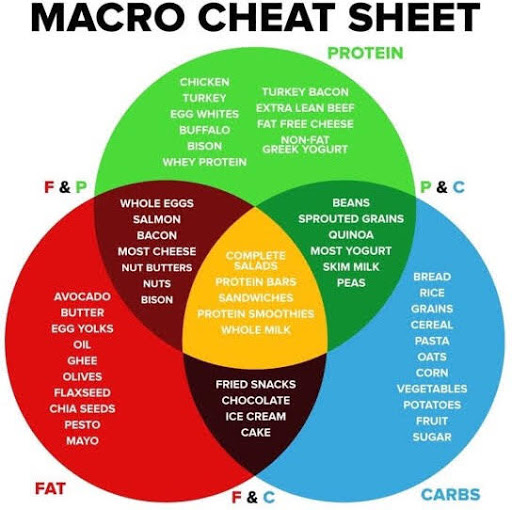 MACRO CHEAT SHEET
PROTEIN
CHICKEN
TURKEY
EGG WHITES
BUFFALO
BISON
WHEY PROTEIN
TURKEY BACON
EXTRA LEAN BEEF
FAT FREE CHEESE
NON-FAT
GREEK YOGURT
F & P
P & C
WHOLE EGGS
SALMON
BACON
MOST CHEESE
NUT BUTTERS
NUTS
BISON
BEANS
SPROUTED GRAINS
QUINOA
MOST YOGURT
SKIM MILK
PEAS
COMPLETE
SALADS
PROTEIN BARS
SANDWICHES
PROTEIN SMOOTHIES
WHOLE MILK
AVOCADO
BUTTER
EGG YOLKS
OIL
GHEE
OLIVES
FLAXSEED
CHIA SEEDS
PESTO
MAYO
BREAD
RICE
GRAINS
CEREAL
PASTA
OATS
CORN
VEGETABLES
POTATOES
FRUIT
SUGAR
FRIED SNACKS
CHOCOLATE
ICE CREAM
CAKE
FAT
F & C
CARBS